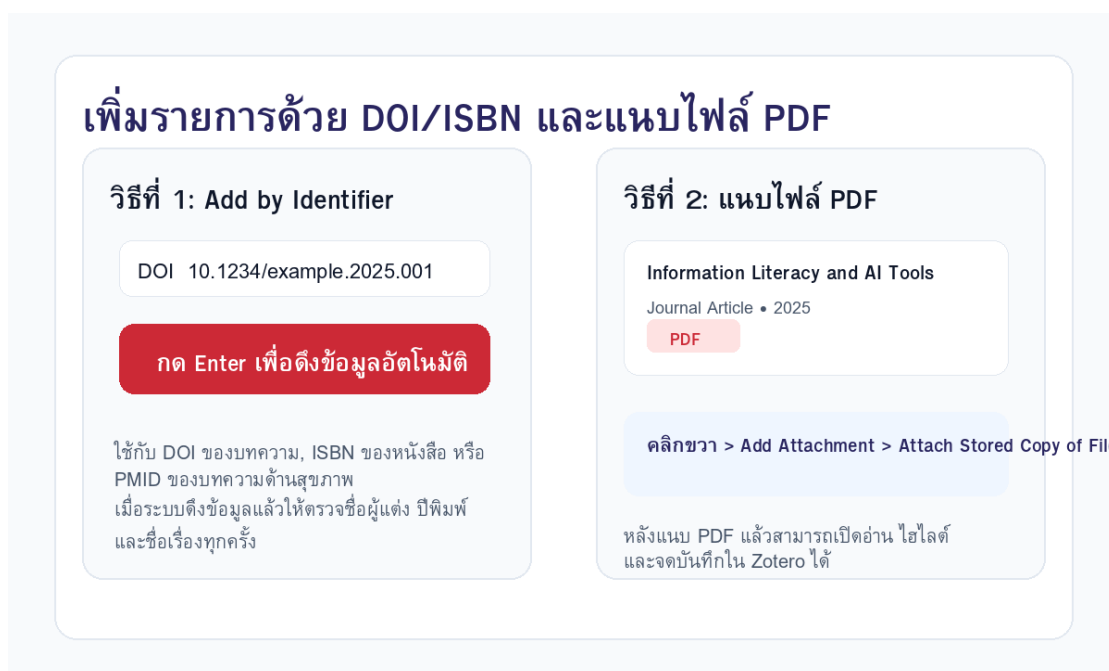 เพิ่มรายการด้วย DOI/ISBN และแนบไฟล์ PDF
วิธีที่ 1: Add by Identifier
DOI 10.1234/example.2025.001
กด Enter เพื่อดึงข้อมูลอัตโนมัติ
ใช้กับ DOI ของบทความ, ISBN ของหนังสือ หรือ
PMID ของบทความด้านสุขภาพ
เมื่อระบบดึงข้อมูลแล้วให้ตรวจชื่อผู้แต่ง ปีพิมพ์
และชื่อเรื่องทุกครั้ง
วิธีที่ 2: แนบไฟล์ PDF
Information Literacy and AI Tools
Journal Article • 2025
PDF
คลิกขวา > Add Attachment > Attach Stored Copy of
หลังแนบ PDF แล้วสามารถเปิดอ่าน ไฮไลต์
และจดบันทึกใน Zotero ได้